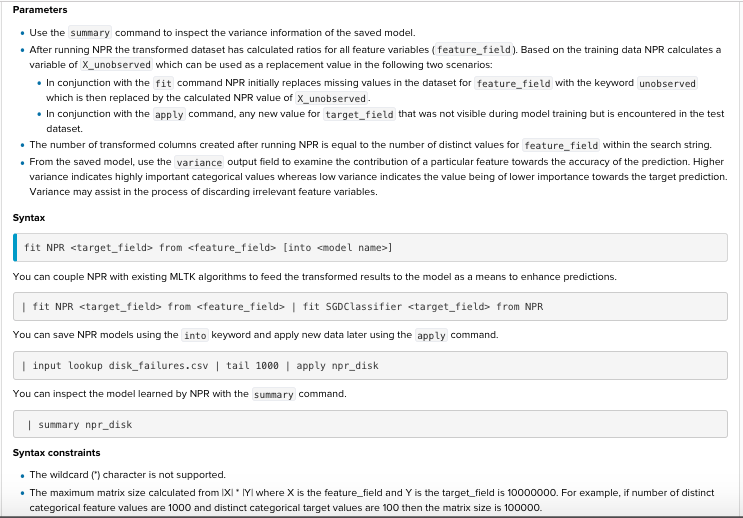 Parameters
Use the summary command to inspect the variance information of the saved model.
After running NPR the transformed dataset has calculated ratios for all feature variables (feature_field). Based on the training data NPR calculates a
variable of X_unobserved which can be used as a replacement value in the following two scenarios:
In conjunction with the fit command NPR initially replaces missing values in the dataset for feature_field with the keyword unobserved
which is then replaced by the calculated NPR value of X_unobserved.
In conjunction with the apply command, any new value for target_field that was not visible during model training but is encountered in the test
dataset.
The number of transformed columns created after running NPR is equal to the number of distinct values for feature_field within the search string.
From the saved model, use the variance output field to examine the contribution of a particular feature towards the accuracy of the prediction. Higher
variance indicates highly important categorical values whereas low variance indicates the value being of lower importance towards the target prediction.
Variance may assist in the process of discarding irrelevant feature variables.
Syntax
fit NPR <target_field> from <feature_field> [into <model name>]
You can couple NPR with existing MLTK algorithms to feed the transformed results to the model as a means to enhance predictions.
| fit NPR <target_field> from <feature_field> | fit SGDClassifier <target_field> from NPR
You can save NPR models using the into keyword and apply new data later using the apply command.
| input lookup disk_failures.csv | tail 1000 | apply npr_disk
You can inspect the model learned by NPR with the summary command.
| summary npr_disk
Syntax constraints
The wildcard (*) character is not supported.
The maximum matrix size calculated from |X| * |Y| where X is the feature_field and Y is the target_field is 10000000. For example, if number of distinct
categorical feature values are 1000 and distinct categorical target values are 100 then the matrix size is 100000.